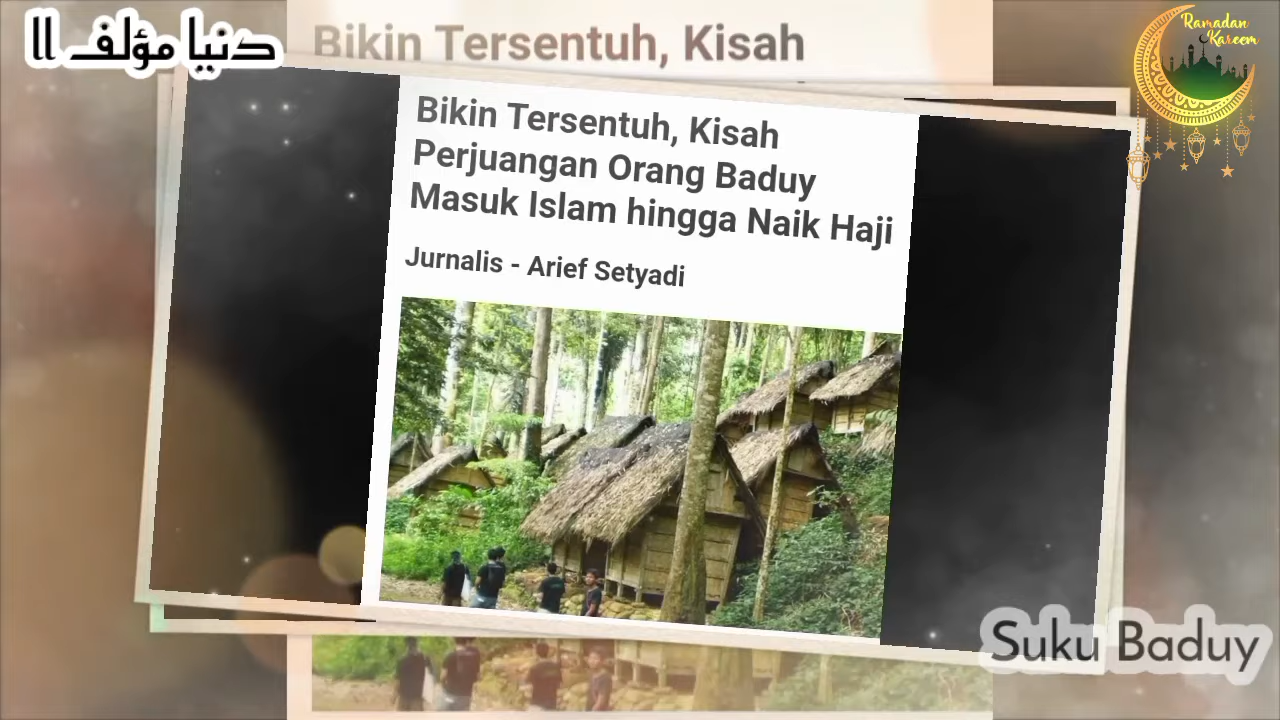 دنيا مؤلف II
Bikin Tersentuh, Kisah
Ramadan
Kareem
Bikin Tersentuh, Kisah
Perjuangan Orang Baduy
Masuk Islam hingga Naik Haji
Jurnalis - Arief Setyadi
Suku Baduy